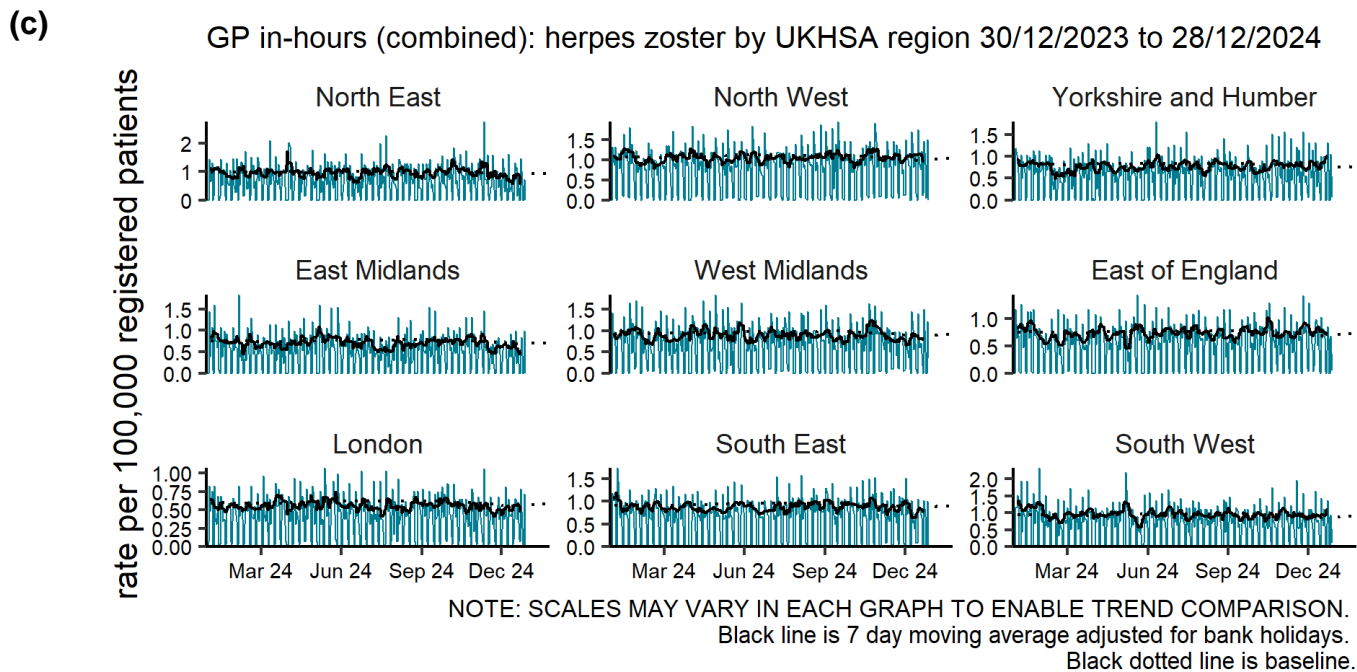 (c)
GP in-hours (combined): herpes zoster by UKHSA region 30/12/2023 to 28/12/2024
rate per 100,000 registered patients
North East
2
1
0
North West
1.5
1.0
0.5
0.0
Yorkshire and Humber
1.5
1.0
0.5
0.0
East Midlands
1.5
1.0
0.5
0.0
West Midlands
1.5
1.0
0.5
0.0
East of England
1.0
0.5
0.0
London
1.00
0.75
0.50
0.25
0.00
Mar 24 Jun 24 Sep 24 Dec 24
South East
1.5
1.0
0.5
0.0
Mar 24 Jun 24 Sep 24 Dec 24
South West
2.0
1.5
1.0
0.5
0.0
Mar 24 Jun 24 Sep 24 Dec 24
NOTE: SCALES MAY VARY IN EACH GRAPH TO ENABLE TREND COMPARISON.
Black line is 7 day moving average adjusted for bank holidays.
Black dotted line is baseline.